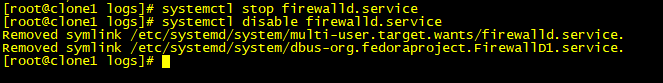 [root@clone1 logs]# systemctl stop firewalld.service
[root@clone1 logs]# systemctl disable firewalld.service
Removed symlink /etc/systemd/system/multi-user.target.wants/firewalld.service.
Removed symlink /etc/systemd/system/dbus-org.fedoraproject.FirewallD1.service.
[root@clone1 logs]#